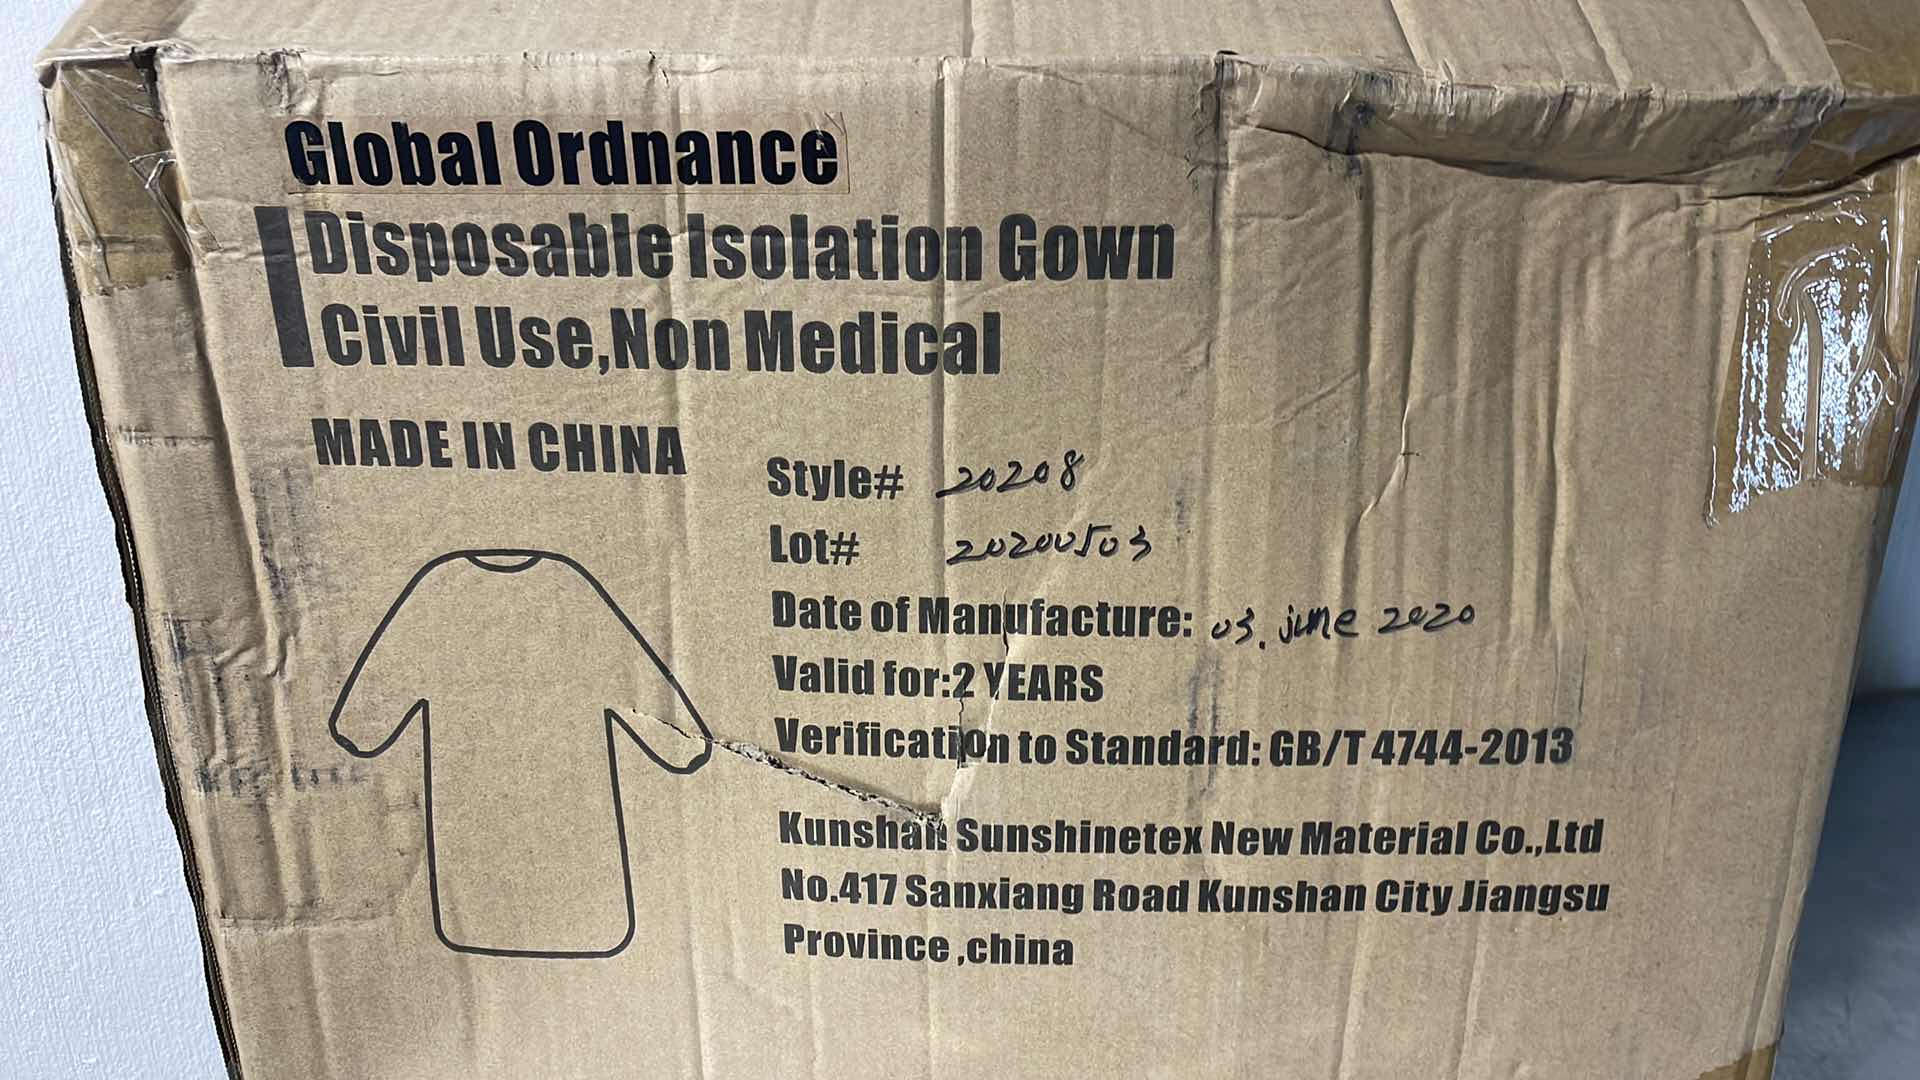 Global Ordnance
Disposable Isolation Gown
Civil Use,Non Medical
MADE IN CHINA
Style# 20208
Lot# 20200503
Date of Manufacture: 03. june 2020
Valid for:2 YEARS
Verification to Standard: GB/T 4744-2013
Kunshan Sunshinetex New Material Co.,Ltd
No.417 Sanxiang Road Kunshan City Jiangsu
Province ,china